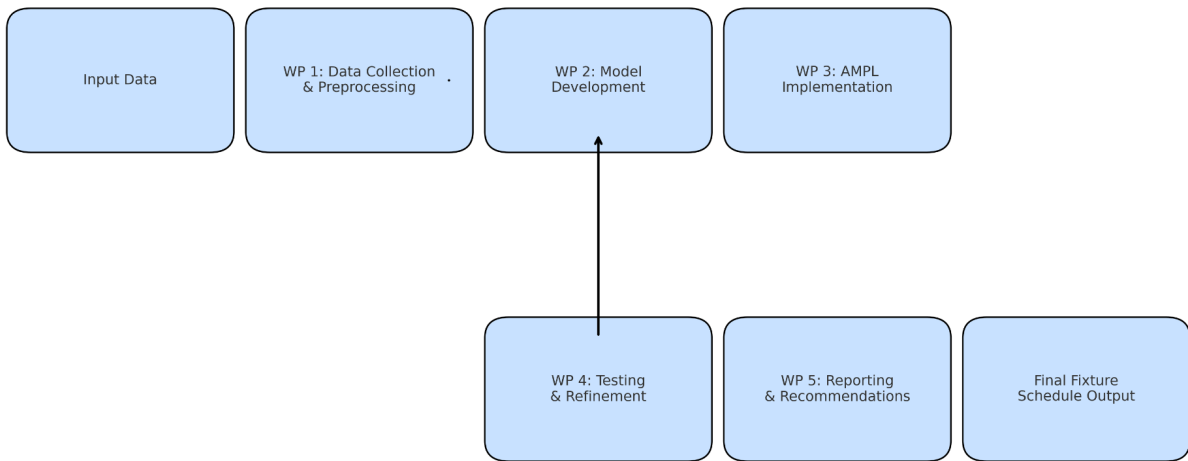 Input Data
WP 1: Data Collection
& Preprocessing
WP 2: Model
Development
WP 3: AMPL
Implementation
WP 4: Testing
& Refinement
WP 5: Reporting
& Recommendations
Final Fixture
Schedule Output